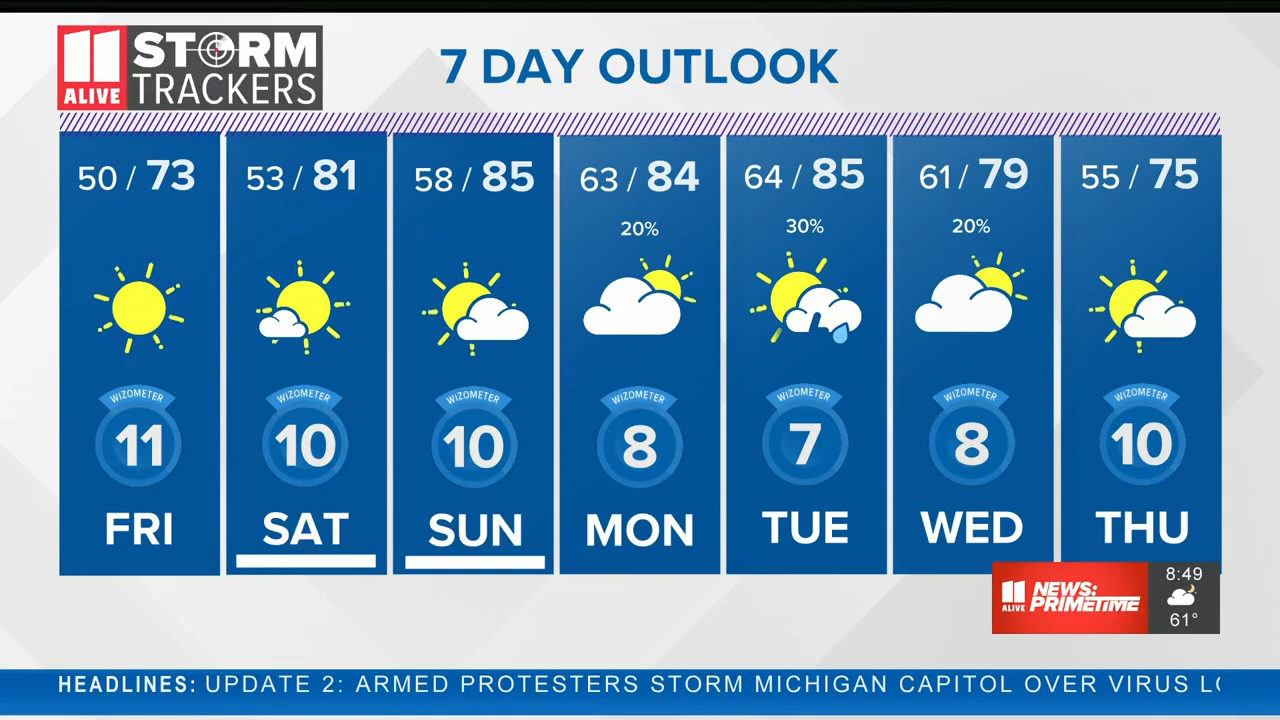 11 ALIVE STORM TRACKERS
7 DAY OUTLOOK
50 / 73
53 / 81
58 / 85
63 / 84
64 / 85
61 / 79
55 / 75
20%
30%
20%
WIZOMETER
WIZOMETER
WIZOMETER
WIZOMETER
WIZOMETER
WIZOMETER
WIZOMETER
11
10
10
8
7
8
10
FRI
SAT
SUN
MON
TUE
WED
THU
11 ALIVE NEWS: PRIMETIME
8:49
61°
HEADLINES: UPDATE 2: ARMED PROTESTERS STORM MICHIGAN CAPITOL OVER VIRUS